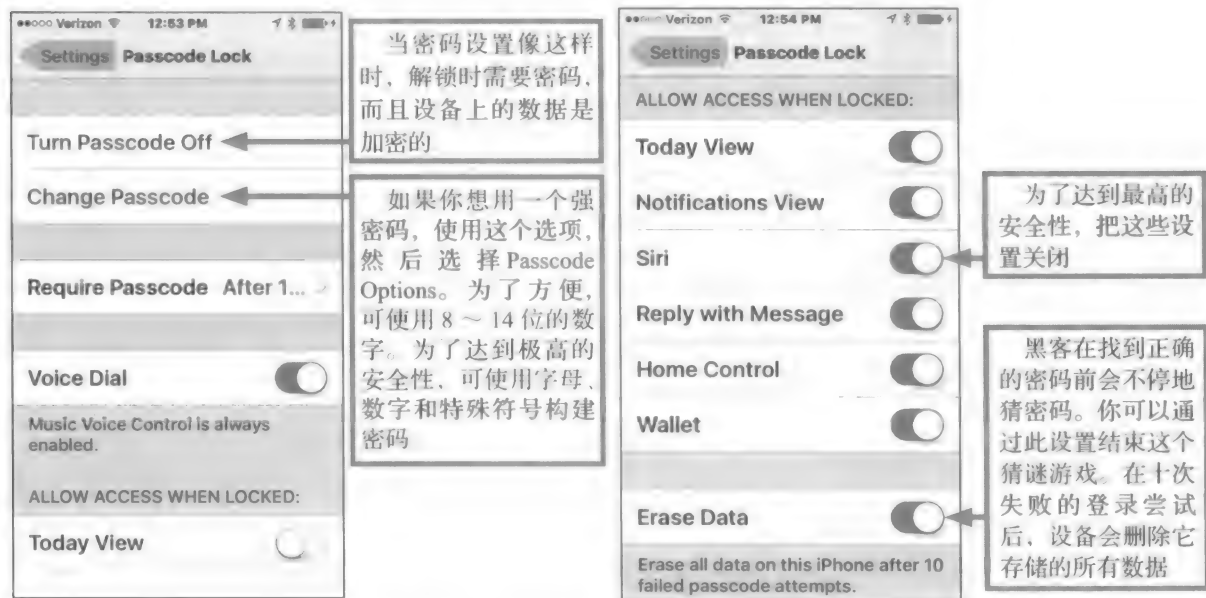 Verizon 12:53 PM
Settings Passcode Lock
Turn Passcode Off
Change Passcode
Require Passcode After 1...
Voice Dial
Music Voice Control is always
enabled.
ALLOW ACCESS WHEN LOCKED:
Today View
当密码设置像这样
时，解锁时需要密码，
而且设备上的数据是
加密的
如果你想用一个强
密码，使用这个选项，
然后选择Passcode
Options。为了方便，
可使用8～14位的数
字。为了达到极高的
安全性，可使用字母、
数字和特殊符号构建
密码
Verizon 12:54 PM
Settings Passcode Lock
ALLOW ACCESS WHEN LOCKED:
Today View
Notifications View
Siri
Reply with Message
Home Control
Wallet
Erase Data
Erase all data on this iPhone after 10
failed passcode attempts.
为了达到最高的
安全性，把这些设
置关闭
黑客在找到正确
的密码前会不停地
猜密码。你可以通
过此设置结束这个
猜谜游戏。在十次
失败的登录尝试
后，设备会删除它
存储的所有数据